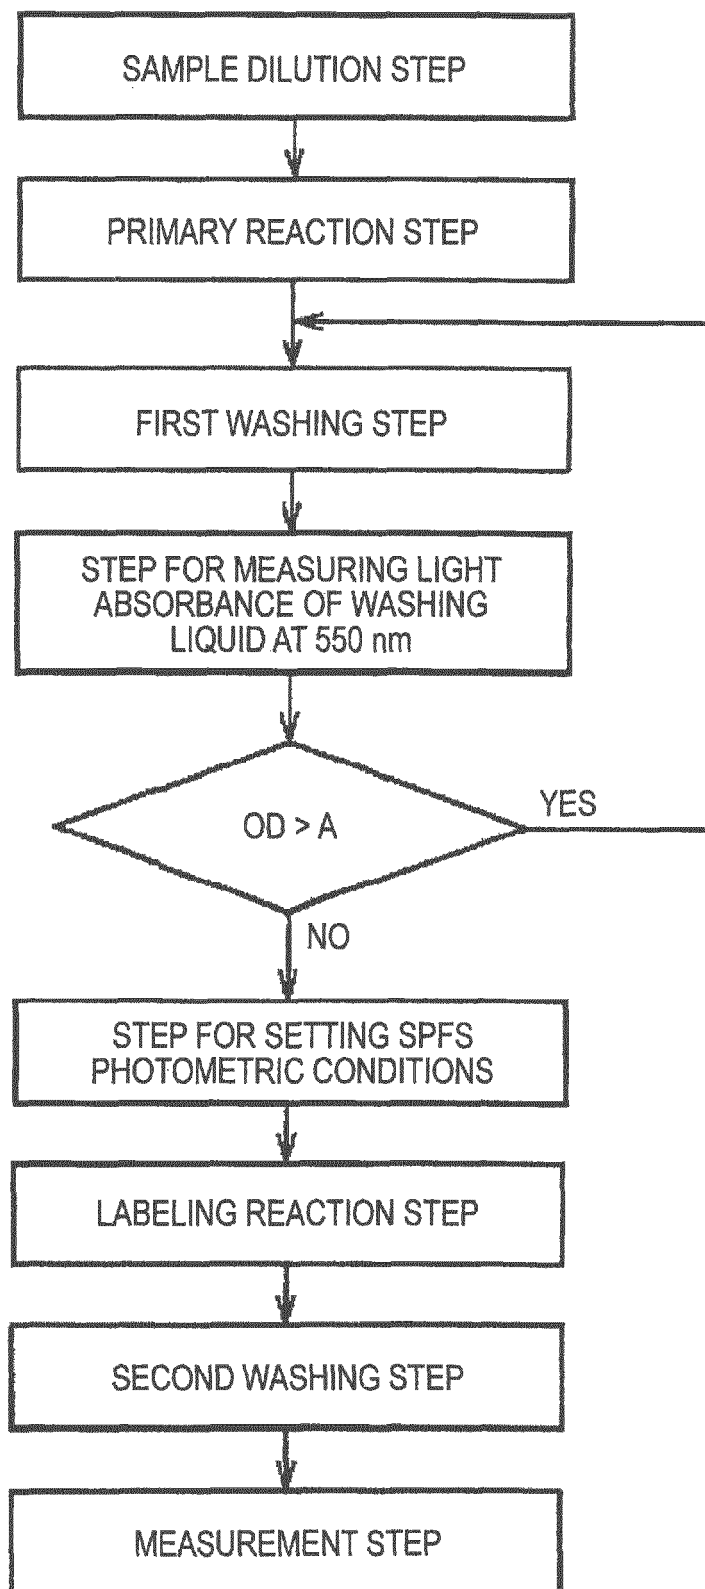 SAMPLE DILUTION STEP
PRIMARY REACTION STEP
FIRST WASHING STEP
STEP FOR MEASURING LIGHT
ABSORBANCE OF WASHING
LIQUID AT 550 nm
OD > A
YES
NO
STEP FOR SETTING SPFS
PHOTOMETRIC CONDITIONS
LABELING REACTION STEP
SECOND WASHING STEP
MEASUREMENT STEP